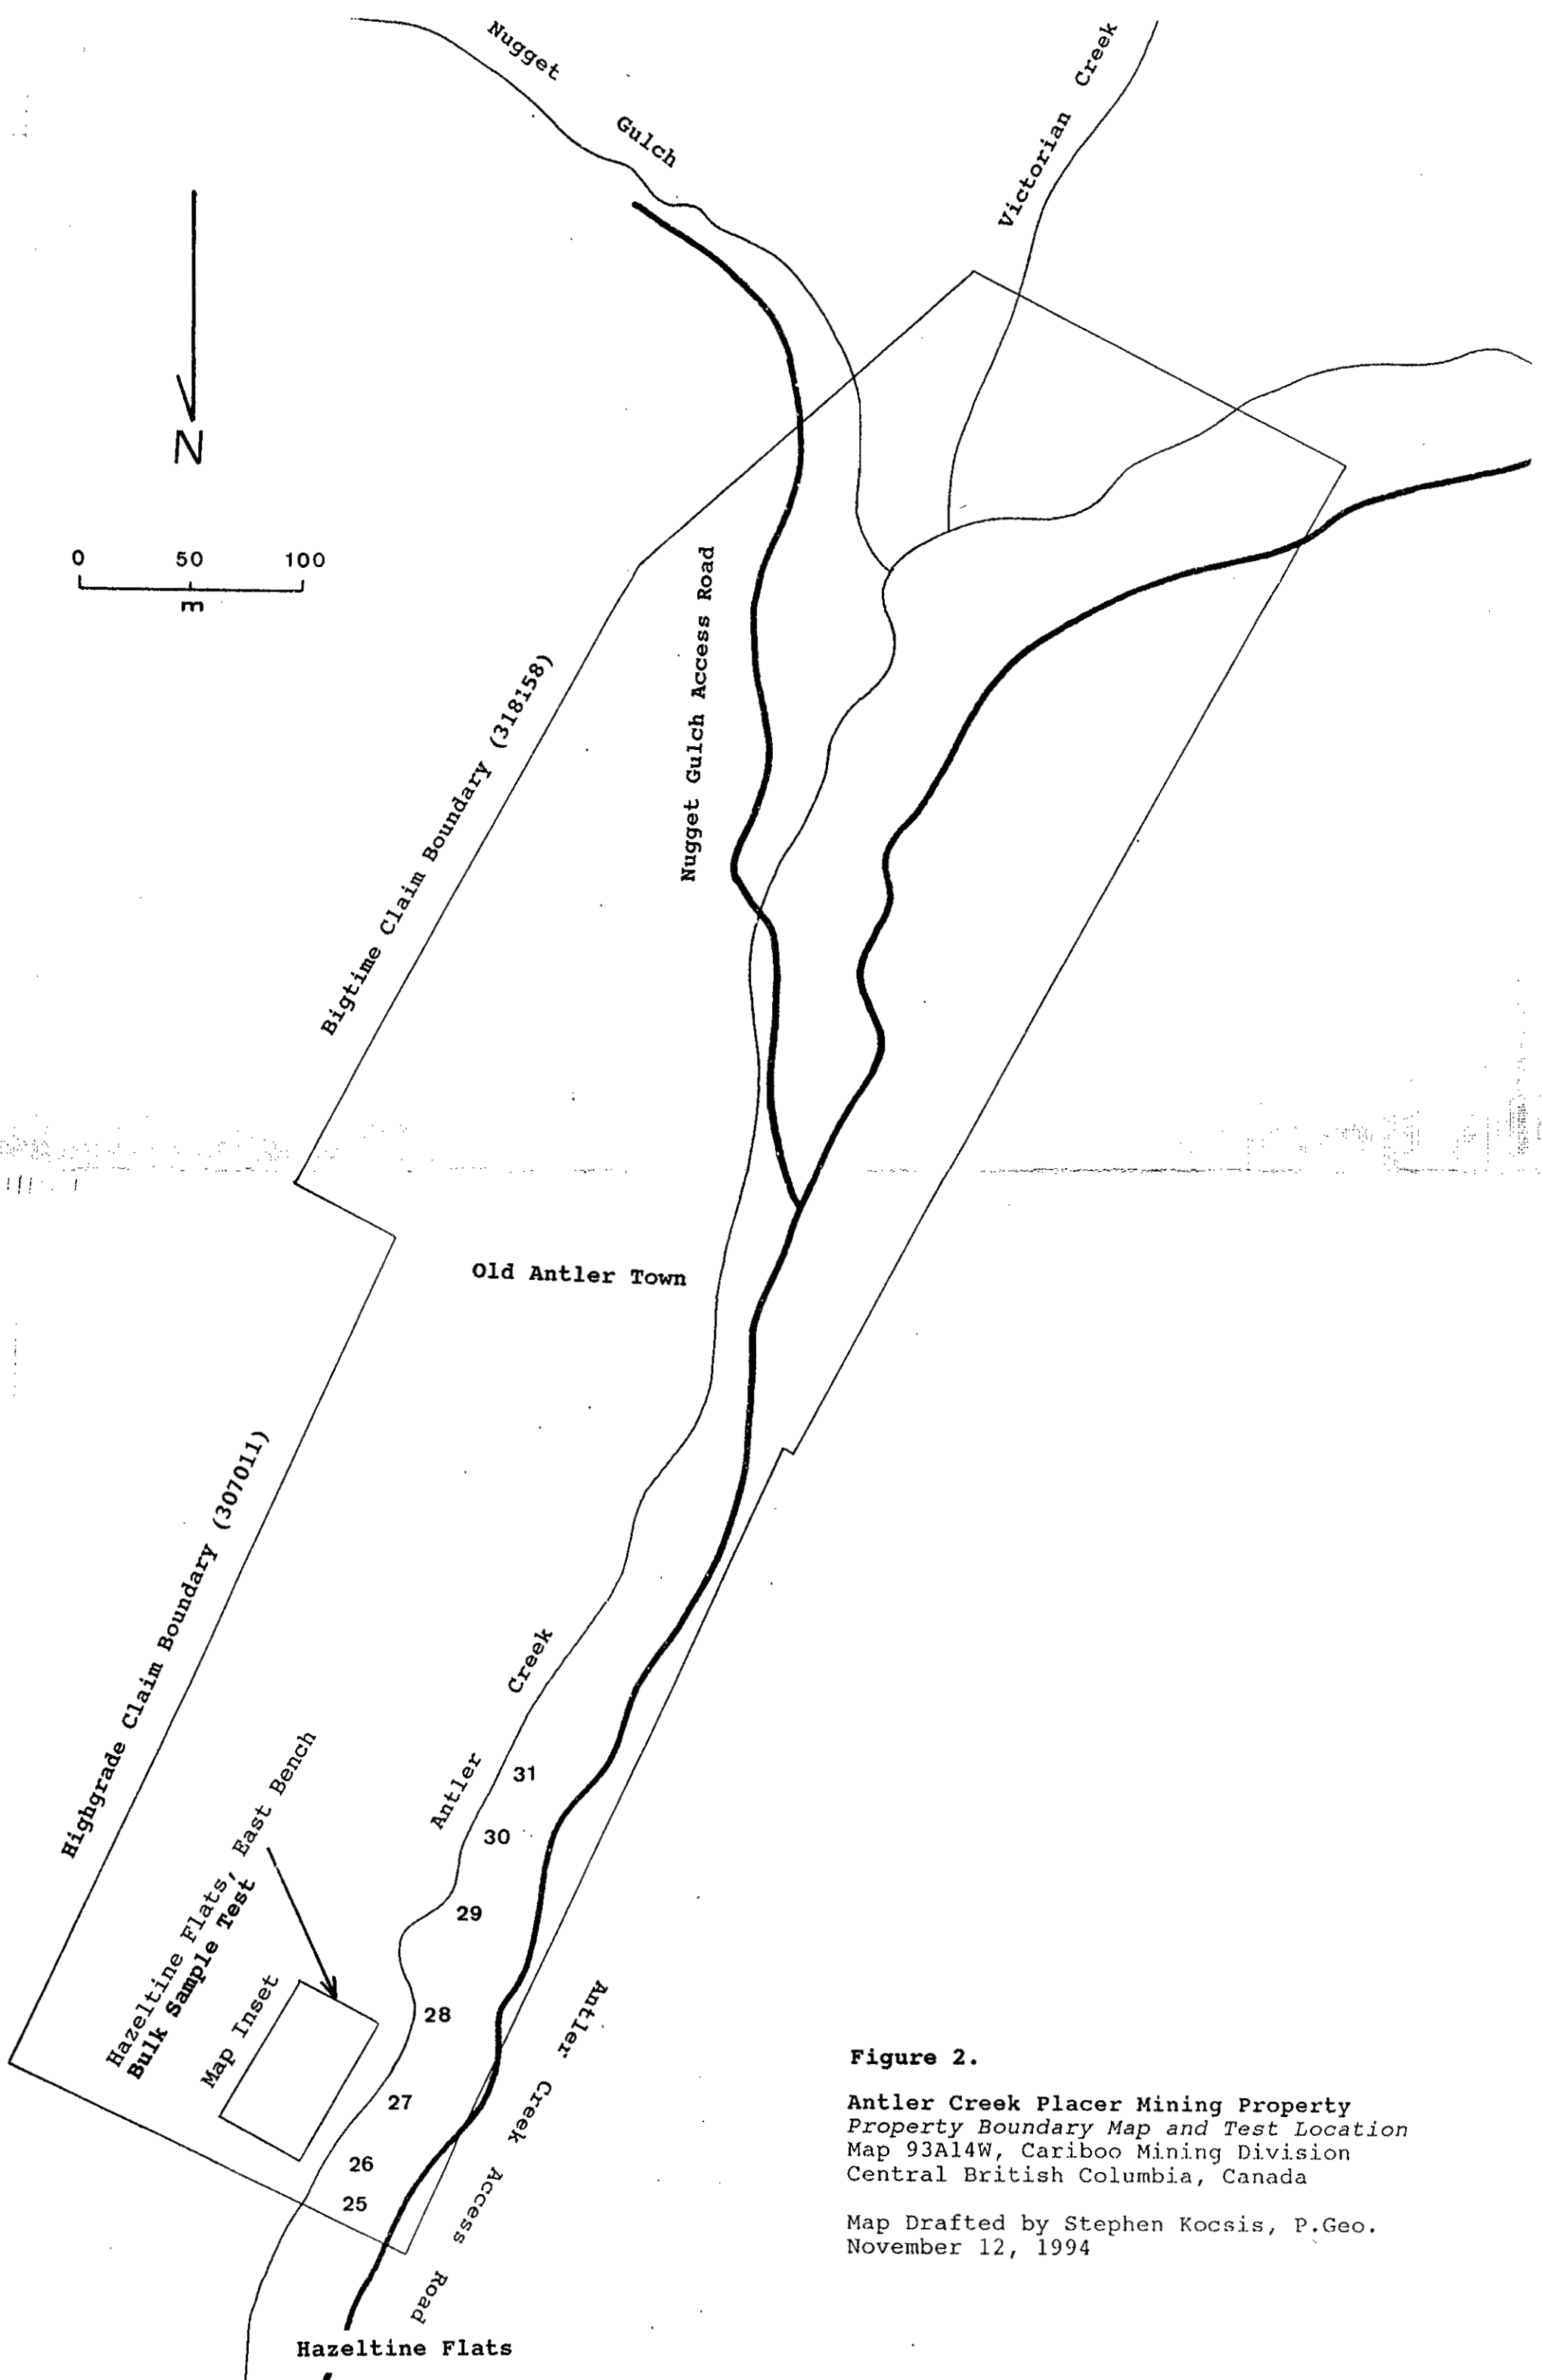 Nugget
Gulch
Victorian Creek
N
0 50 100
m
Nugget Gulch Access Road
Bigtime Claim Boundary (318158)
Old Antler Town
Highgrade Claim Boundary (307011)
Antler Creek
31
30
29
28
27
26
25
Hazeltine Flats, East Bench
Bulk Sample Test
Map Inset
Antler Creek Access Road
Hazeltine Flats
Figure 2.
Antler Creek Placer Mining Property
Property Boundary Map and Test Location
Map 93A14W, Cariboo Mining Division
Central British Columbia, Canada
Map Drafted by Stephen Kocsis, P.Geo.
November 12, 1994